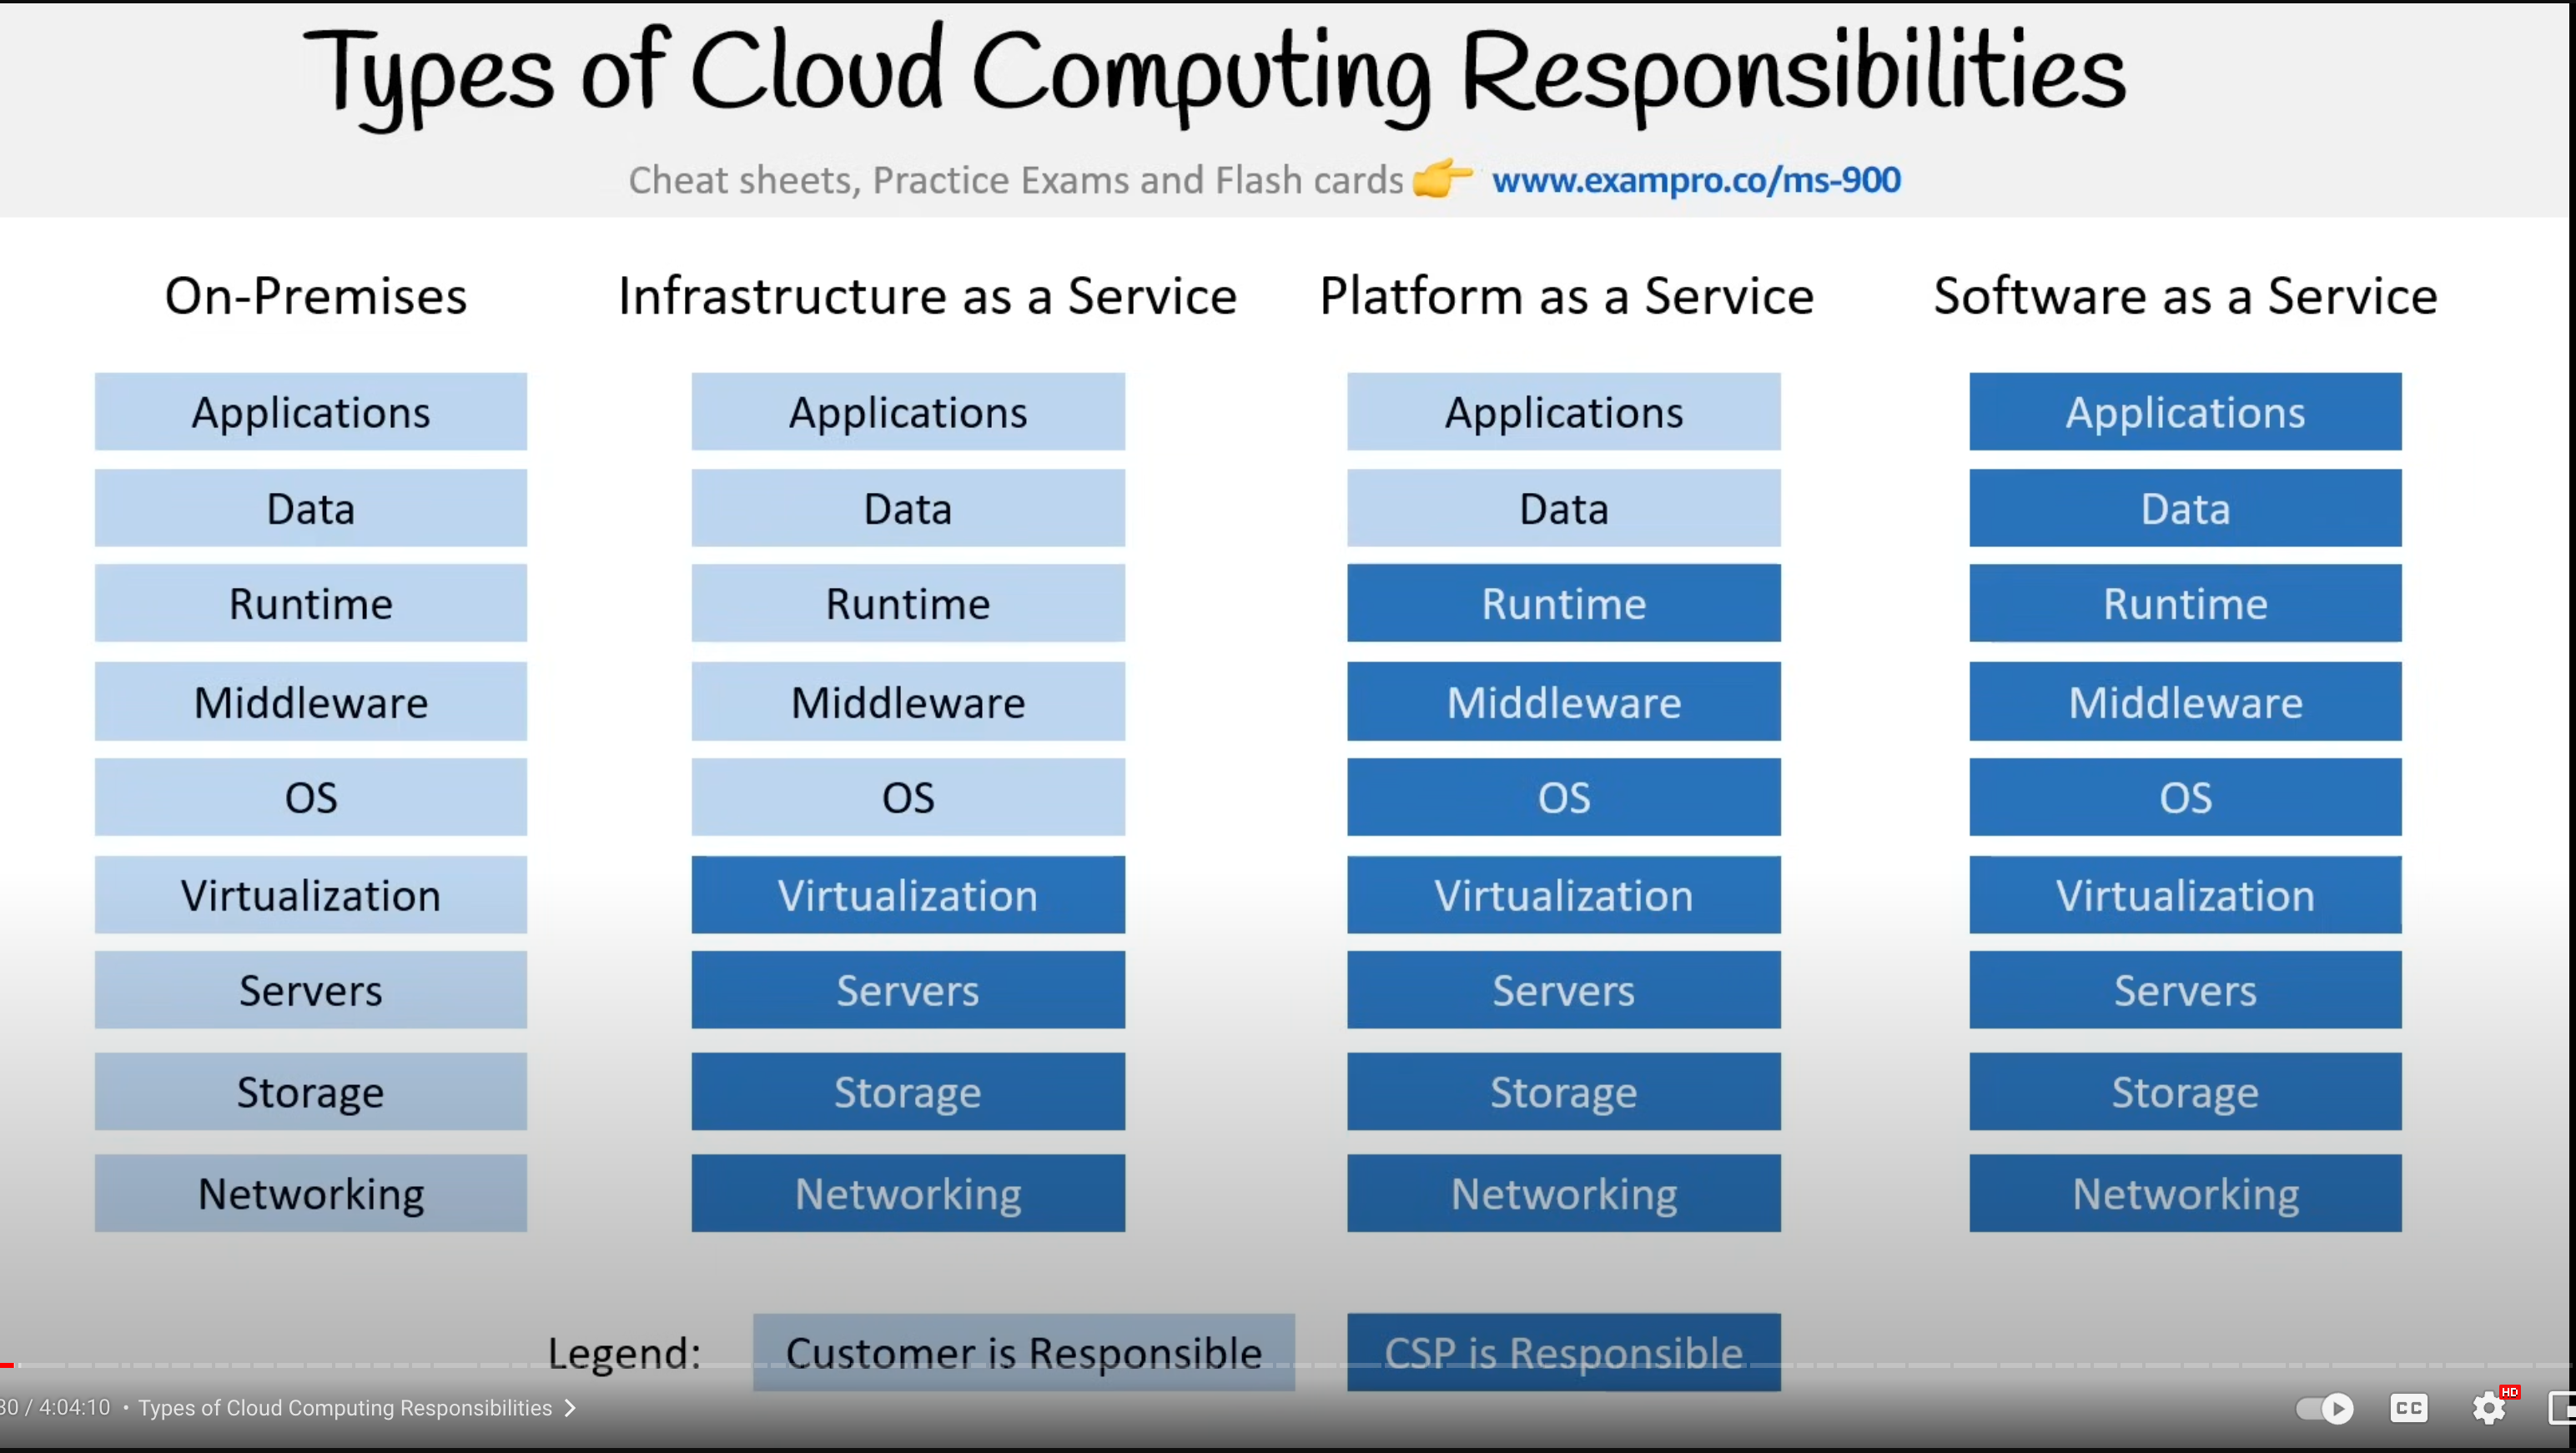 Types of Cloud Computing Responsibilities
Cheat sheets, Practice Exams and Flash cards 👉 www.exampro.co/ms-900
On-Premises
Applications
Data
Runtime
Middleware
OS
Virtualization
Servers
Storage
Networking
Infrastructure as a Service
Applications
Data
Runtime
Middleware
OS
Virtualization
Servers
Storage
Networking
Platform as a Service
Applications
Data
Runtime
Middleware
OS
Virtualization
Servers
Storage
Networking
Software as a Service
Applications
Data
Runtime
Middleware
OS
Virtualization
Servers
Storage
Networking
Legend: Customer is Responsible CSP is Responsible
30 / 4:04:10 • Types of Cloud Computing Responsibilities
CC
HD